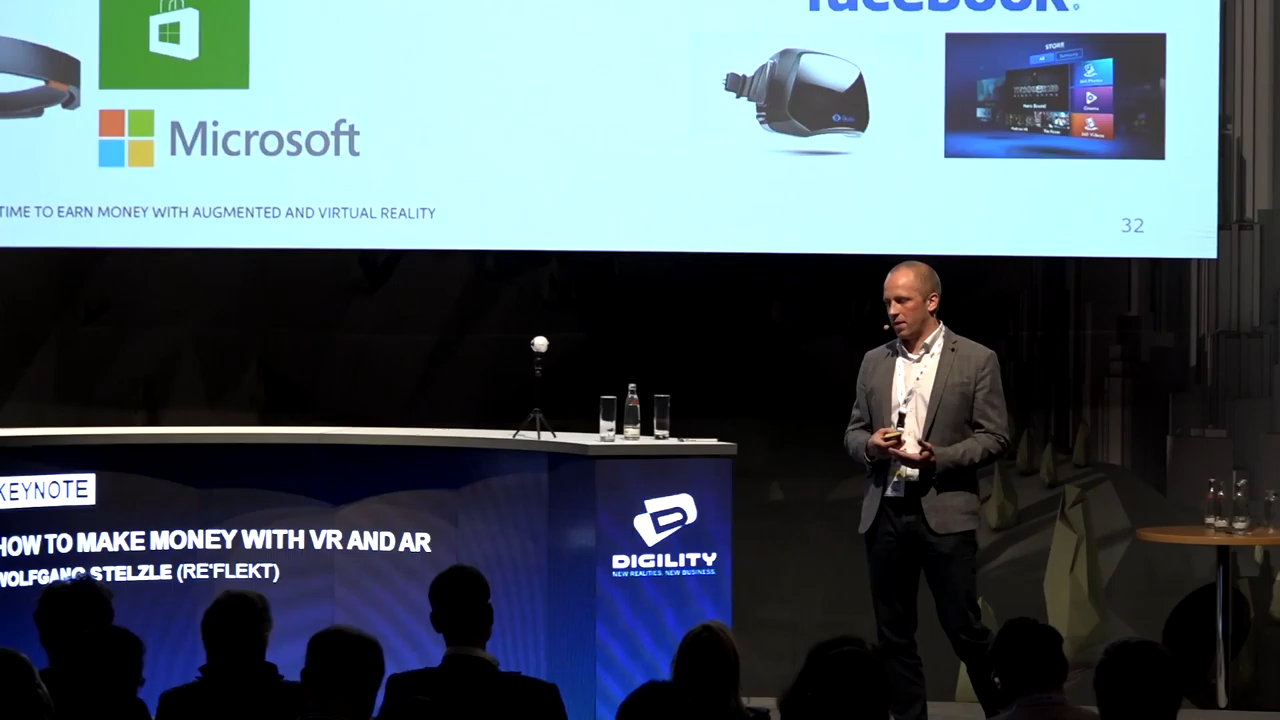 facebook
STORE
Microsoft
TIME TO EARN MONEY WITH AUGMENTED AND VIRTUAL REALITY
32
KEYNOTE
HOW TO MAKE MONEY WITH VR AND AR
WOLFGANG STELZLE (RE'FLEKT)
DIGILITY
NEW REALITIES. NEW BUSINESS.